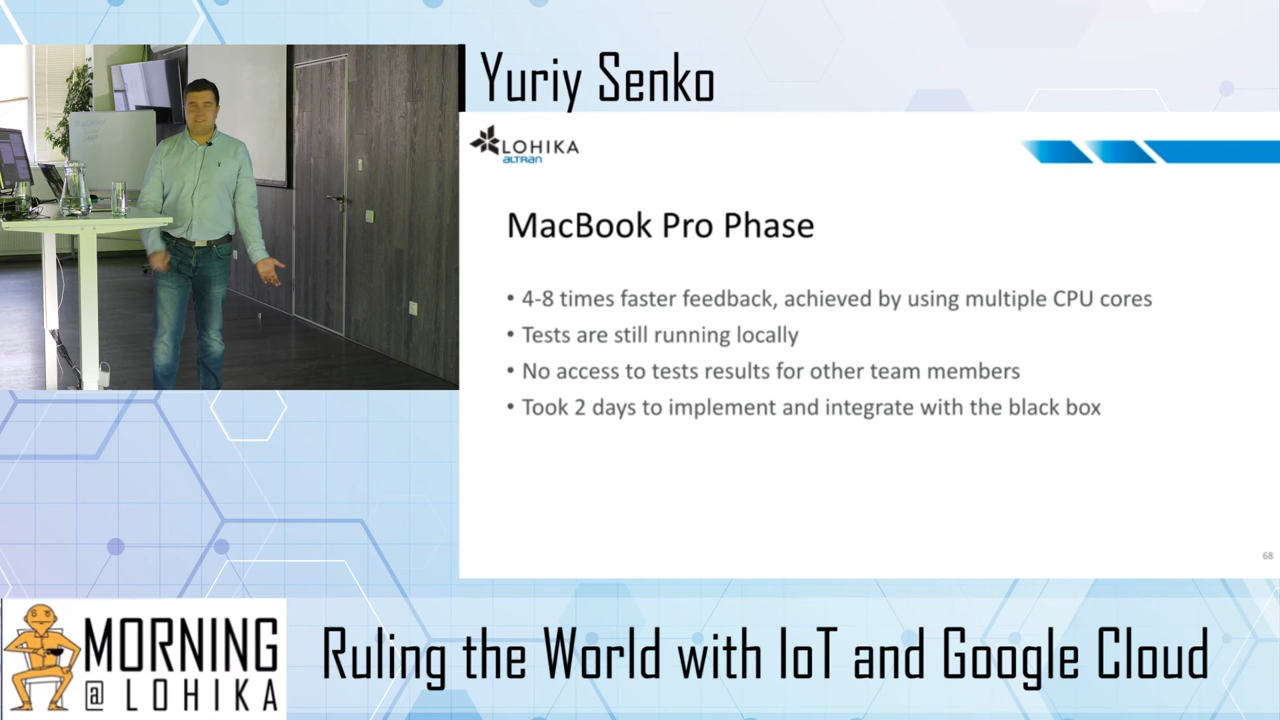 Yuriy Senko
LOHIKA
altran
MacBook Pro Phase
• 4-8 times faster feedback, achieved by using multiple CPU cores
• Tests are still running locally
• No access to tests results for other team members
• Took 2 days to implement and integrate with the black box
68
MORNING
@ LOHIKA
Ruling the World with IoT and Google Cloud